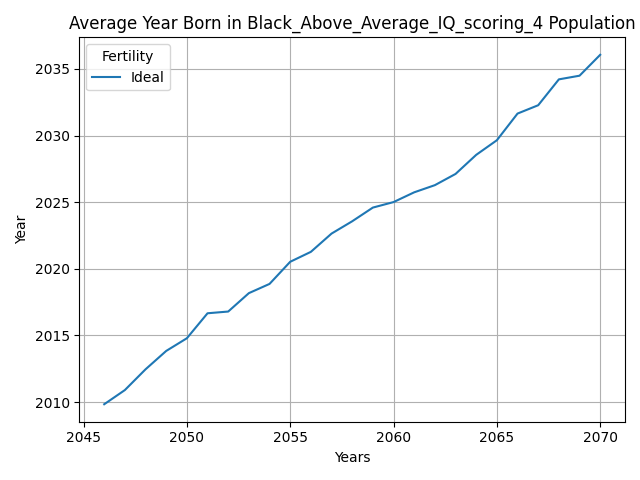 Average Year Born in Black_Above_Average_IQ_scoring_4 Population
Fertility
Ideal
Year
2035
2030
2025
2020
2015
2010
2045 2050 2055 2060 2065 2070
Years